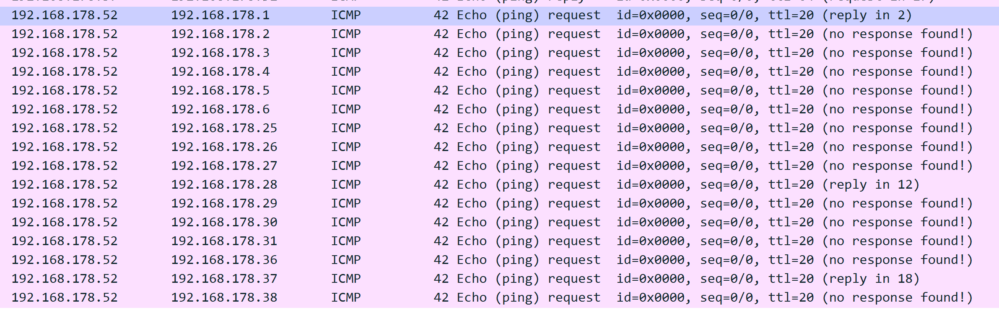 192.168.178.52 192.168.178.1 ICMP 42 Echo (ping) request id=0x0000, seq=0/0, ttl=20 (reply in 2)
192.168.178.52 192.168.178.2 ICMP 42 Echo (ping) request id=0x0000, seq=0/0, ttl=20 (no response found!)
192.168.178.52 192.168.178.3 ICMP 42 Echo (ping) request id=0x0000, seq=0/0, ttl=20 (no response found!)
192.168.178.52 192.168.178.4 ICMP 42 Echo (ping) request id=0x0000, seq=0/0, ttl=20 (no response found!)
192.168.178.52 192.168.178.5 ICMP 42 Echo (ping) request id=0x0000, seq=0/0, ttl=20 (no response found!)
192.168.178.52 192.168.178.6 ICMP 42 Echo (ping) request id=0x0000, seq=0/0, ttl=20 (no response found!)
192.168.178.52 192.168.178.25 ICMP 42 Echo (ping) request id=0x0000, seq=0/0, ttl=20 (no response found!)
192.168.178.52 192.168.178.26 ICMP 42 Echo (ping) request id=0x0000, seq=0/0, ttl=20 (no response found!)
192.168.178.52 192.168.178.27 ICMP 42 Echo (ping) request id=0x0000, seq=0/0, ttl=20 (no response found!)
192.168.178.52 192.168.178.28 ICMP 42 Echo (ping) request id=0x0000, seq=0/0, ttl=20 (reply in 12)
192.168.178.52 192.168.178.29 ICMP 42 Echo (ping) request id=0x0000, seq=0/0, ttl=20 (no response found!)
192.168.178.52 192.168.178.30 ICMP 42 Echo (ping) request id=0x0000, seq=0/0, ttl=20 (no response found!)
192.168.178.52 192.168.178.31 ICMP 42 Echo (ping) request id=0x0000, seq=0/0, ttl=20 (no response found!)
192.168.178.52 192.168.178.36 ICMP 42 Echo (ping) request id=0x0000, seq=0/0, ttl=20 (no response found!)
192.168.178.52 192.168.178.37 ICMP 42 Echo (ping) request id=0x0000, seq=0/0, ttl=20 (reply in 18)
192.168.178.52 192.168.178.38 ICMP 42 Echo (ping) request id=0x0000, seq=0/0, ttl=20 (no response found!)